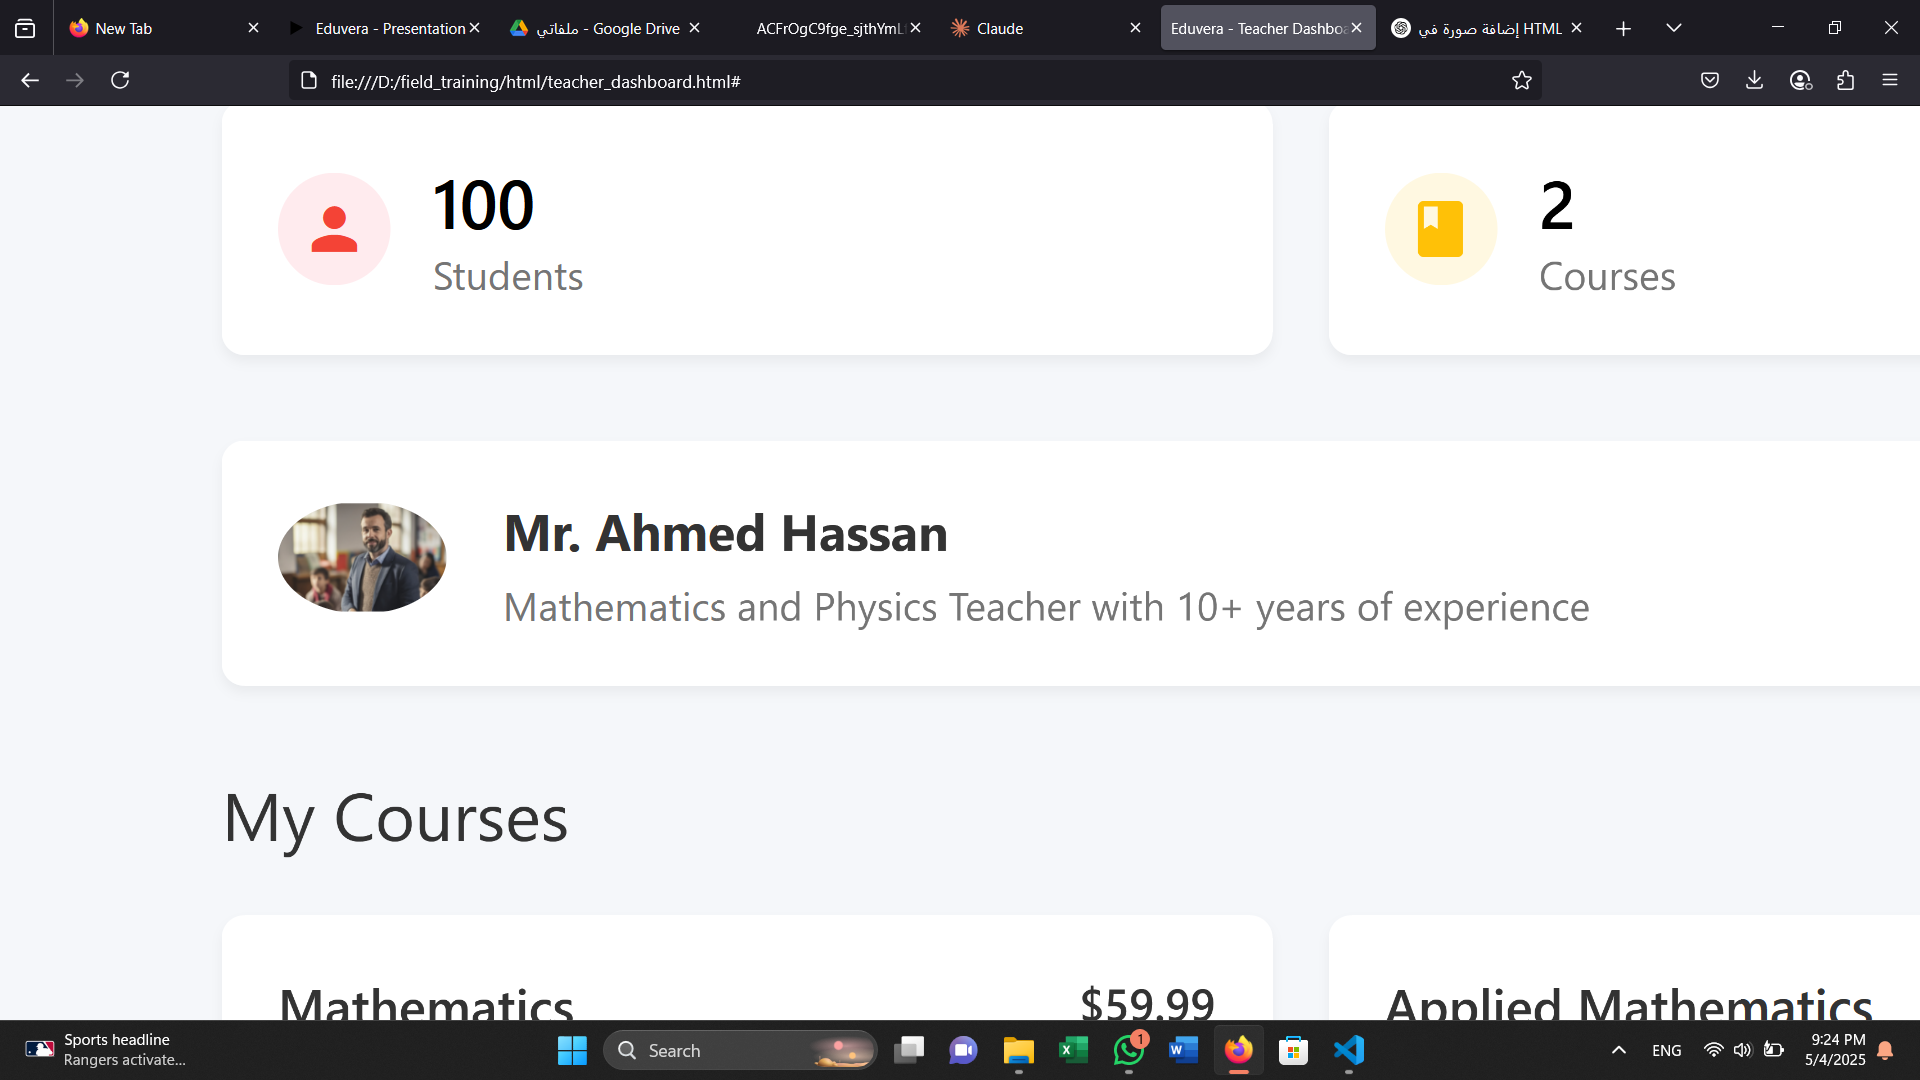 New Tab
Eduvera - Presentation
ملفاتي - Google Drive
ACFrOgC9fge_sjthYmL
Claude
Eduvera - Teacher Dashboa
إضافة صورة في HTML
file:///D:/field_training/html/teacher_dashboard.html#
100
Students
2
Courses
Mr. Ahmed Hassan
Mathematics and Physics Teacher with 10+ years of experience
My Courses
Mathematics
$59.99
Applied Mathematics
Sports headline
Rangers activate...
Search
1
ENG
9:24 PM
5/4/2025